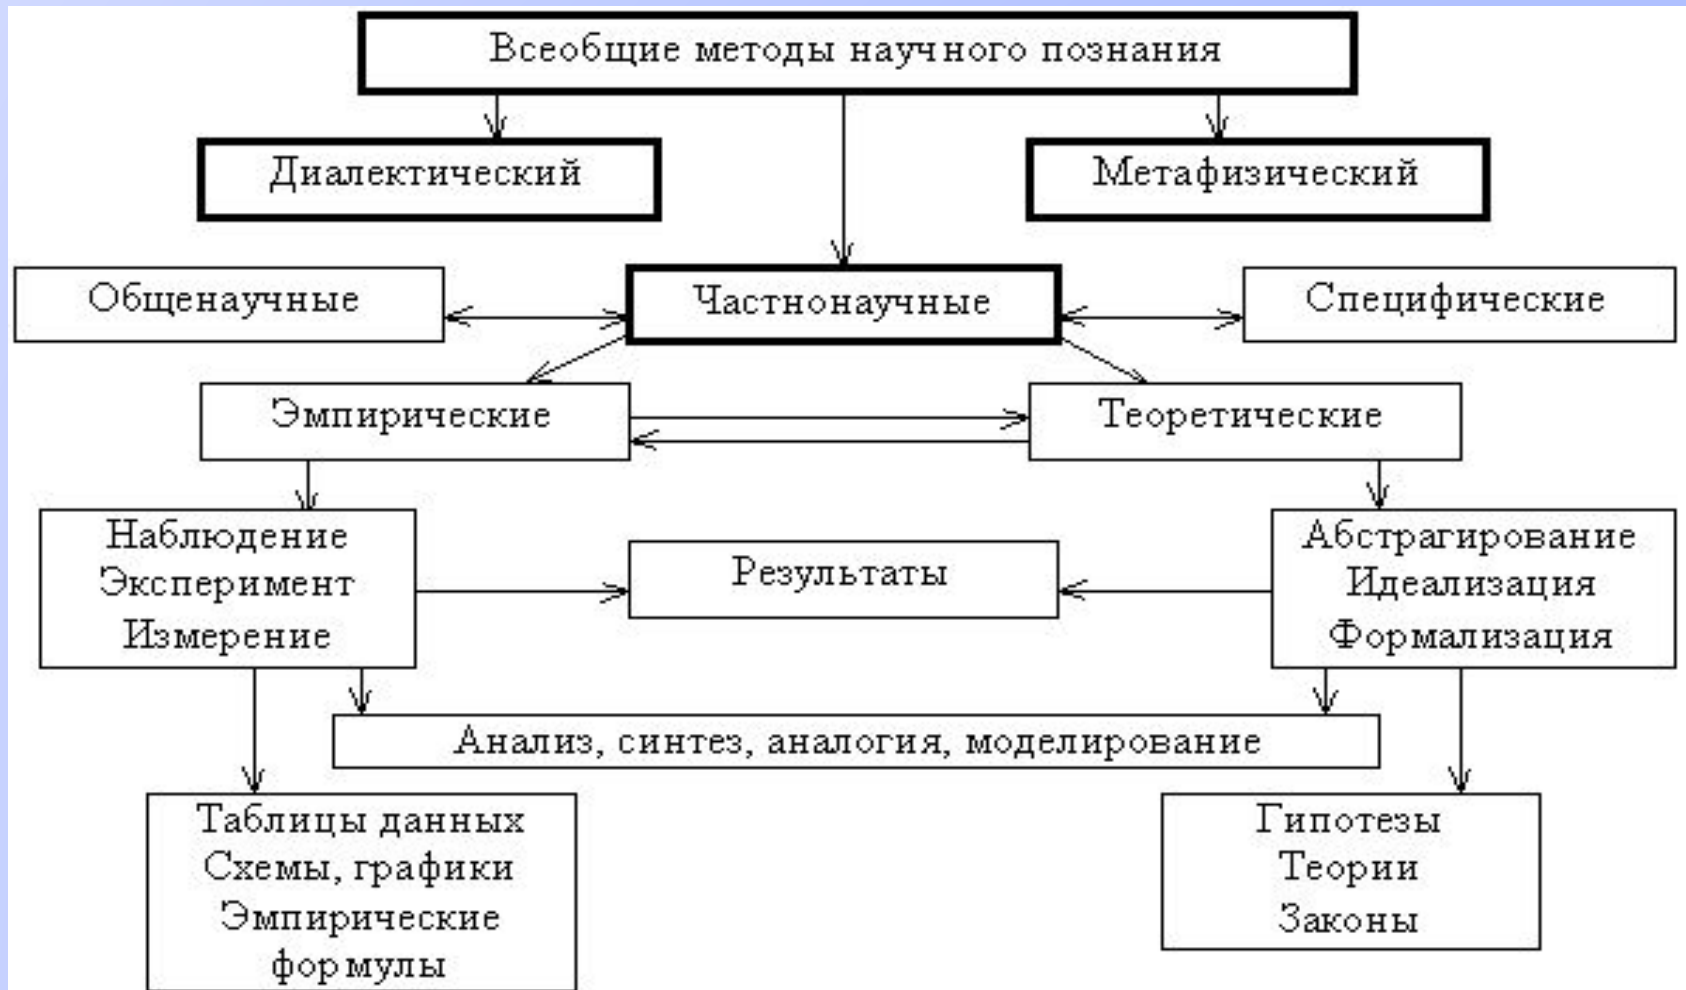 Всеобщие методы научного познания
Диалектический
Метафизический
Общенаучные
Частнонаучные
Специфические
Эмпирические
Теоретические
Наблюдение
Эксперимент
Измерение
Результаты
Абстрагирование
Идеализация
Формализация
Анализ, синтез, аналогия, моделирование
Таблицы данных
Схемы, графики
Эмпирические
формулы
Гипотезы
Теории
Законы